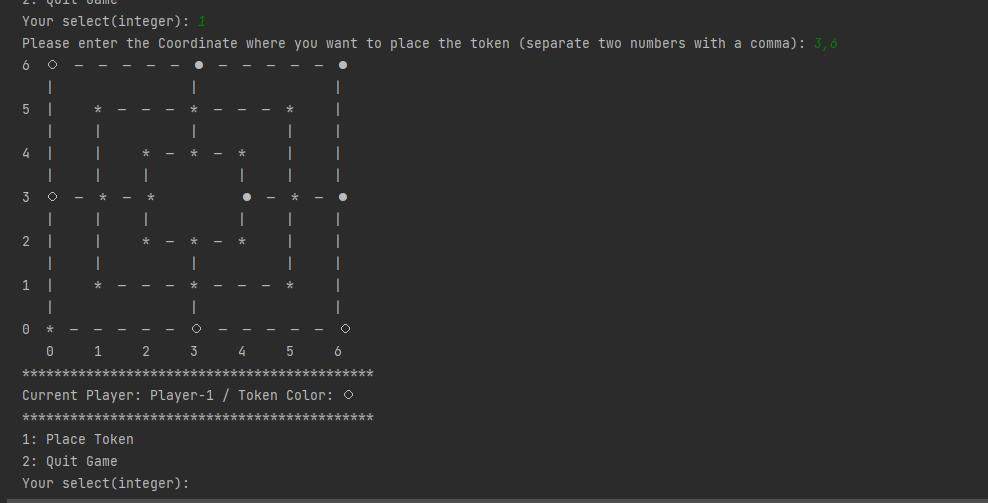 2: Quit Game
Your select(integer): 1
Please enter the Coordinate where you want to place the token (separate two numbers with a comma): 3,6
6 ○ – – – – – ● – – – – – ●
| | |
5 | * – – – * – – – * |
| | | | |
4 | | * – * – * | |
| | | | | |
3 ○ – * – * ● – * – ●
| | | | | |
2 | | * – * – * | |
| | | | |
1 | * – – – * – – – * |
| | |
0 * – – – – – ○ – – – – – ○
0 1 2 3 4 5 6
********************************************
Current Player: Player-1 / Token Color: ○
********************************************
1: Place Token
2: Quit Game
Your select(integer):